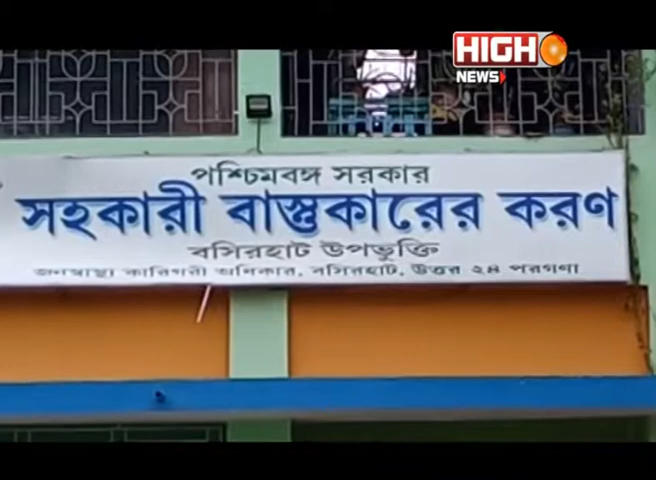 HIGH
NEWS
পশ্চিমবঙ্গ সরকার
সহকারী বাস্তুকারের করণ
বসিরহাট উপভুক্তি
জনস্বাস্থ্য কারিগরী অধিকার, বসিরহাট, উত্তর ২৪ পরগণা